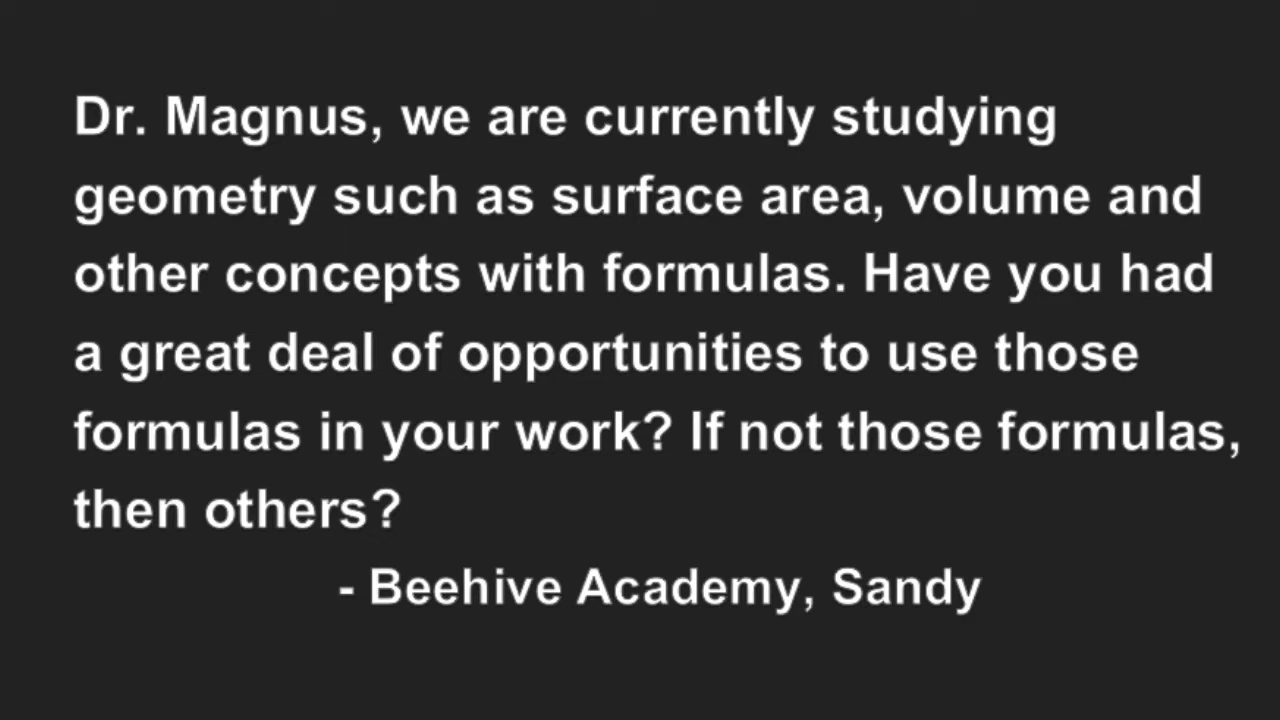 Dr. Magnus, we are currently studying
geometry such as surface area, volume and
other concepts with formulas. Have you had
a great deal of opportunities to use those
formulas in your work? If not those formulas,
then others?
- Beehive Academy, Sandy